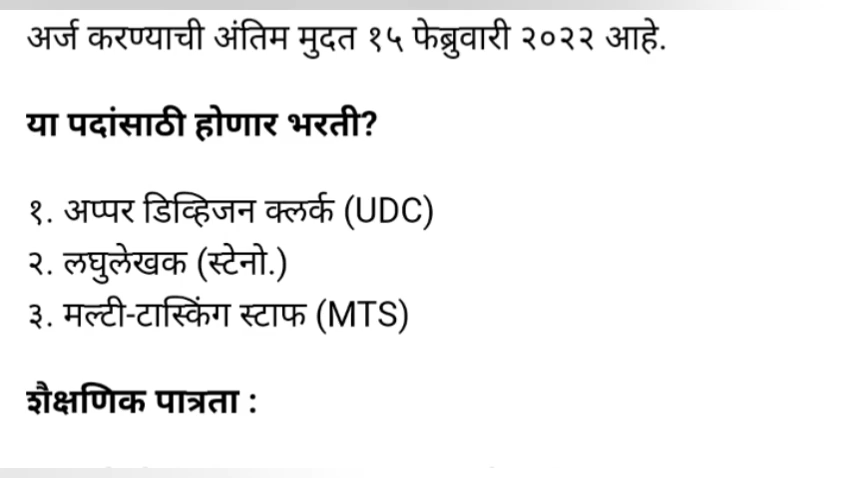 अर्ज करण्याची अंतिम मुदत १५ फेब्रुवारी २०२२ आहे.
या पदांसाठी होणार भरती?
१. अप्पर डिव्हिजन क्लर्क (UDC)
२. लघुलेखक (स्टेनो.)
३. मल्टी-टास्किंग स्टाफ (MTS)
शैक्षणिक पात्रता :